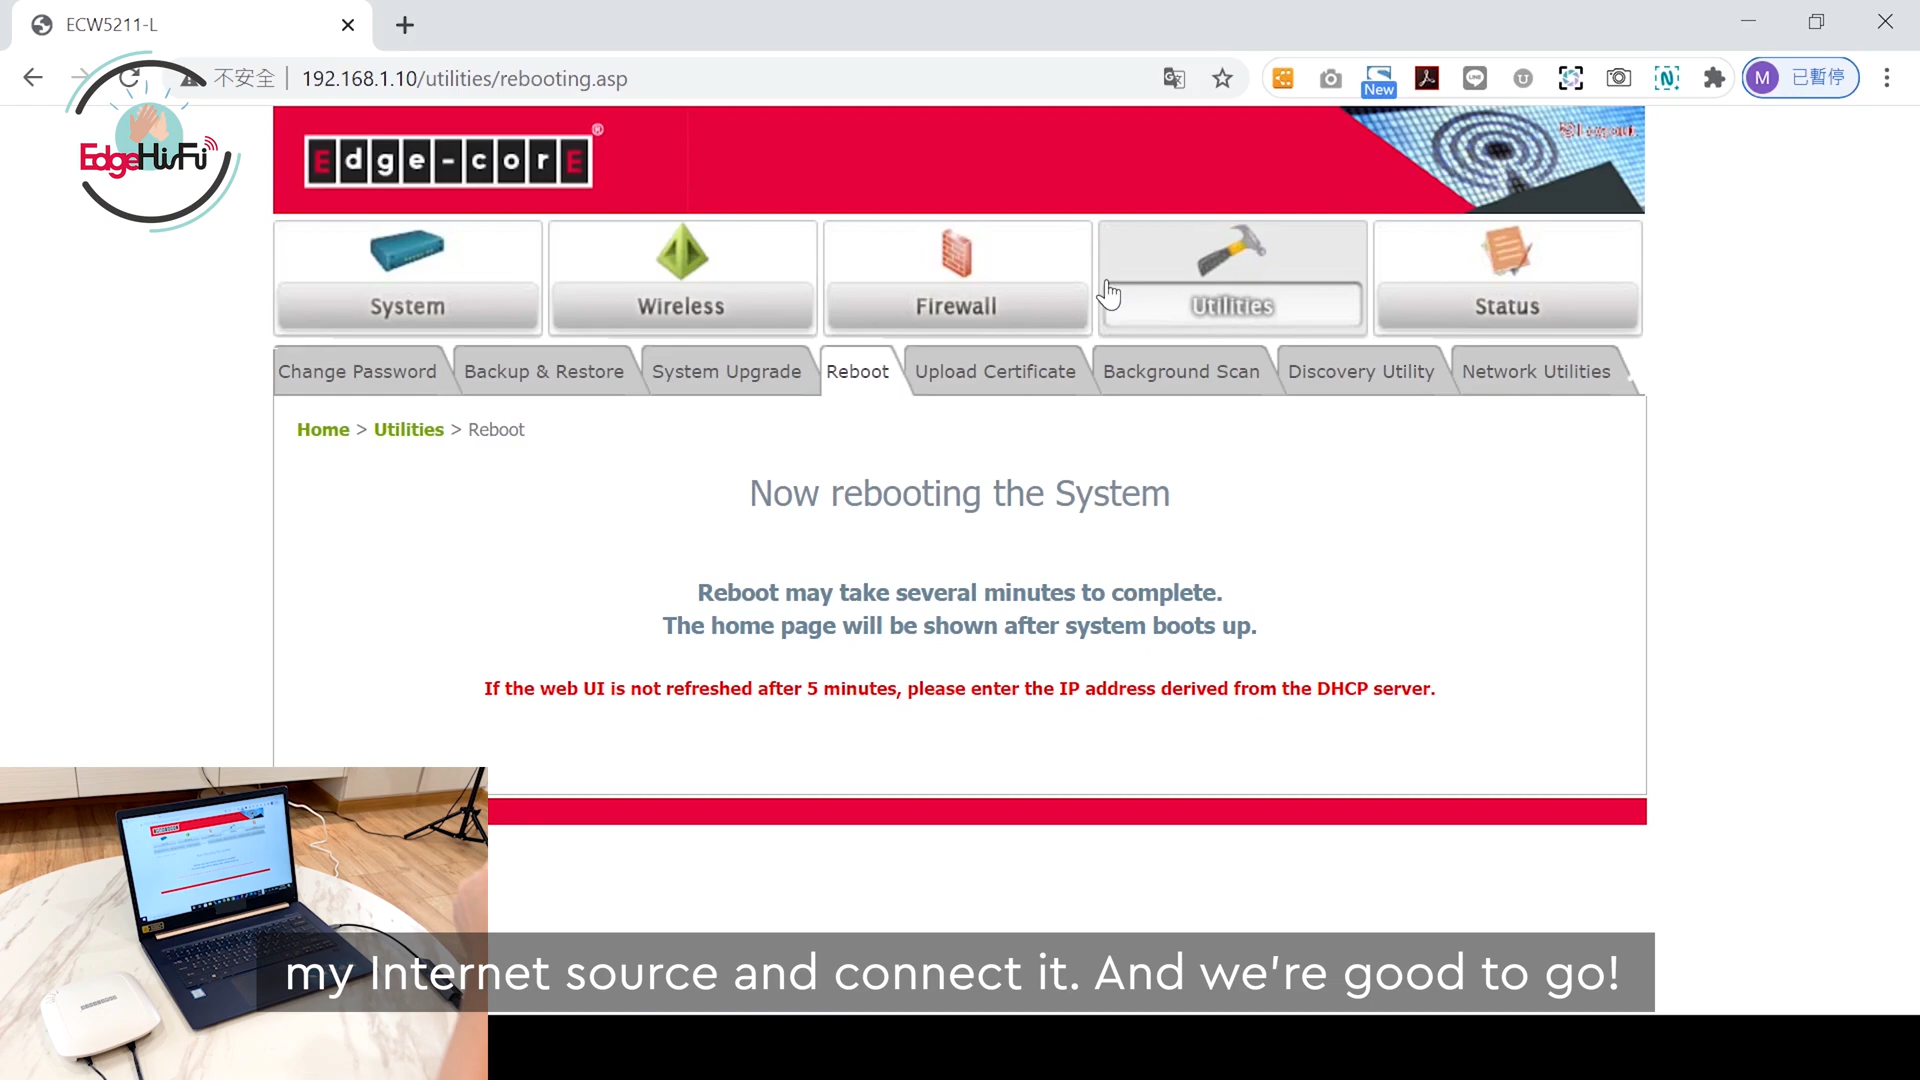 ECW5211-L
不安全
192.168.1.10/utilities/rebooting.asp
New
M
已暫停
EdgeHi5Fi
Edge-corE®
System
Wireless
Firewall
Utilities
Status
Change Password
Backup & Restore
System Upgrade
Reboot
Upload Certificate
Background Scan
Discovery Utility
Network Utilities
Home > Utilities > Reboot
Now rebooting the System
Reboot may take several minutes to complete.
The home page will be shown after system boots up.
If the web UI is not refreshed after 5 minutes, please enter the IP address derived from the DHCP server.
my Internet source and connect it. And we're good to go!